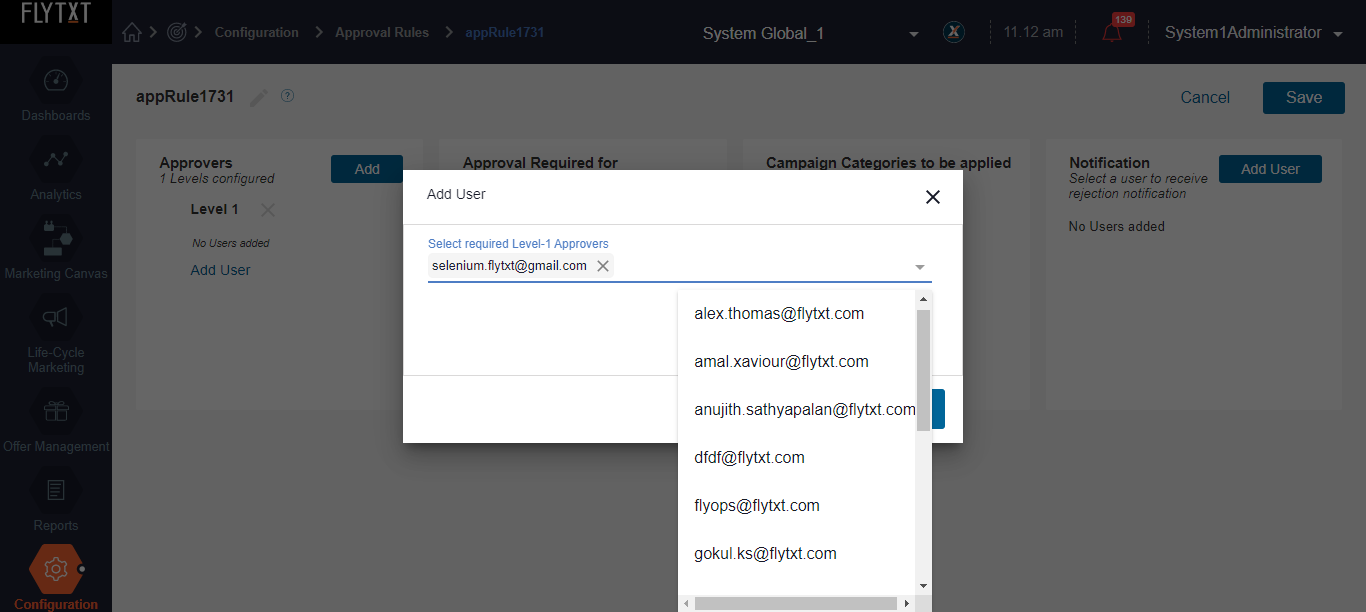 FLYTXT
Configuration
Approval Rules
appRule1731
System Global_1
X
11.12 am
139
System1Administrator
Dashboards
Analytics
Marketing Canvas
Life-Cycle
Marketing
Offer Management
Reports
Configuration
appRule1731
?
Cancel
Save
Approvers
1 Levels configured
Add
Level 1
No Users added
Add User
Approval Required for
Campaign Categories to be applied
Notification
Select a user to receive
rejection notification
Add User
No Users added
Add User
Select required Level-1 Approvers
selenium.flytxt@gmail.com
alex.thomas@flytxt.com
amal.xaviour@flytxt.com
anujith.sathyapalan@flytxt.com
dfdf@flytxt.com
flyops@flytxt.com
gokul.ks@flytxt.com